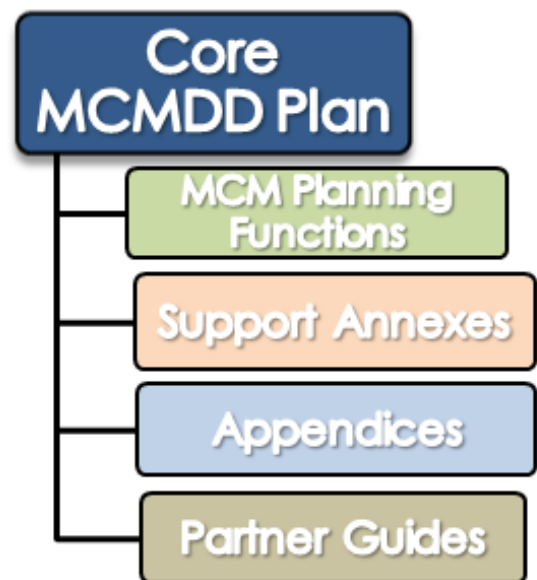 Core
MCMDD Plan
MCM Planning
Functions
Support Annexes
Appendices
Partner Guides